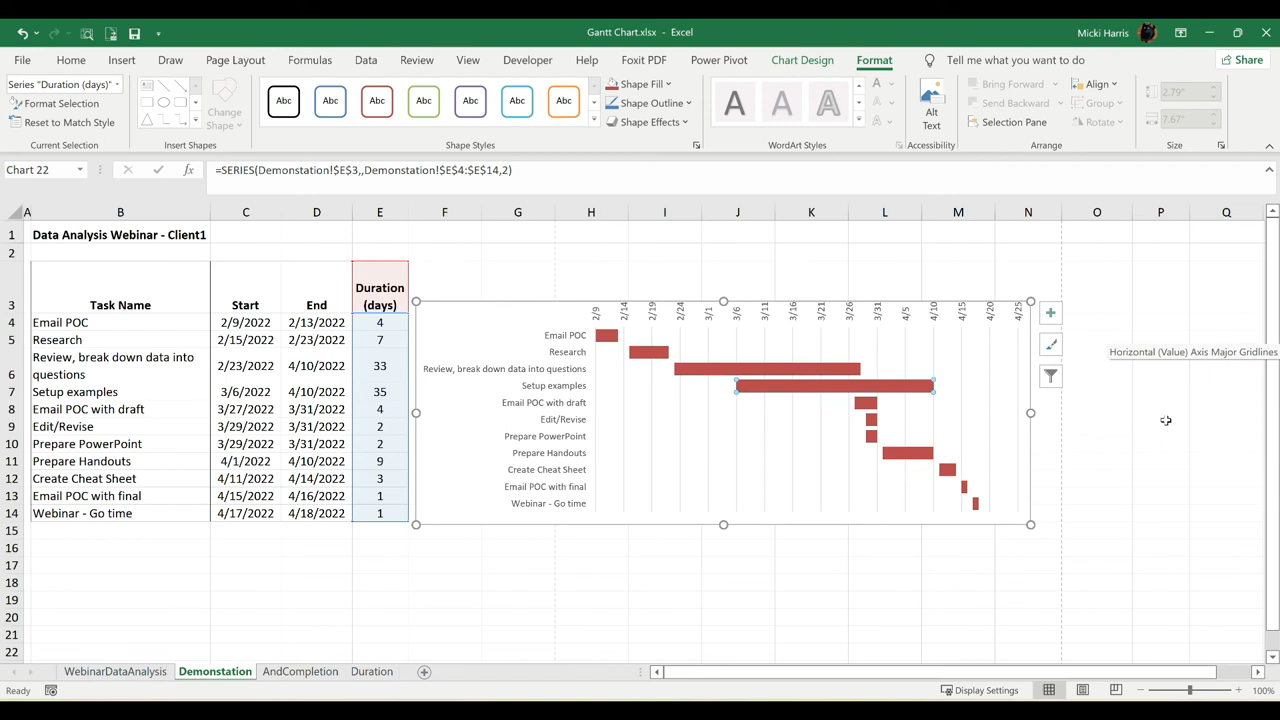 Gantt Chart.xlsx - Excel
Micki Harris
File Home Insert Draw Page Layout Formulas Data Review View Developer Help Foxit PDF Power Pivot Chart Design Format Tell me what you want to do Share
Series "Duration (days)"
Format Selection
Reset to Match Style
Current Selection
Change
Shape
Insert Shapes
Abc Abc Abc Abc Abc Abc Abc
Shape Fill
Shape Outline
Shape Effects
Shape Styles
A A A A
A
A
WordArt Styles
Alt
Text
Accessibility
Bring Forward
Send Backward
Selection Pane
Align
Group
Rotate
Arrange
2.79"
7.67"
Size
Chart 22 fx =SERIES(Demonstation!$E$3,,Demonstation!$E$4:$E$14,2)
A B C D E F G H I J K L M N O P Q
1 Data Analysis Webinar - Client1
2
3 Task Name Start End Duration
(days)
4 Email POC 2/9/2022 2/13/2022 4
5 Research 2/15/2022 2/23/2022 7
6 Review, break down data into
questions 2/23/2022 4/10/2022 33
7 Setup examples 3/6/2022 4/10/2022 35
8 Email POC with draft 3/27/2022 3/31/2022 4
9 Edit/Revise 3/29/2022 3/31/2022 2
10 Prepare PowerPoint 3/29/2022 3/31/2022 2
11 Prepare Handouts 4/1/2022 4/10/2022 9
12 Create Cheat Sheet 4/11/2022 4/14/2022 3
13 Email POC with final 4/15/2022 4/16/2022 1
14 Webinar - Go time 4/17/2022 4/18/2022 1
15
16
17
18
19
20
21
22
2/9 2/14 2/19 2/24 3/1 3/6 3/11 3/16 3/21 3/26 3/31 4/5 4/10 4/15 4/20 4/25
Email POC
Research
Review, break down data into questions
Setup examples
Email POC with draft
Edit/Revise
Prepare PowerPoint
Prepare Handouts
Create Cheat Sheet
Email POC with final
Webinar - Go time
Horizontal (Value) Axis Major Gridlines
WebinarDataAnalysis Demonstation AndCompletion Duration
Ready Display Settings 100%